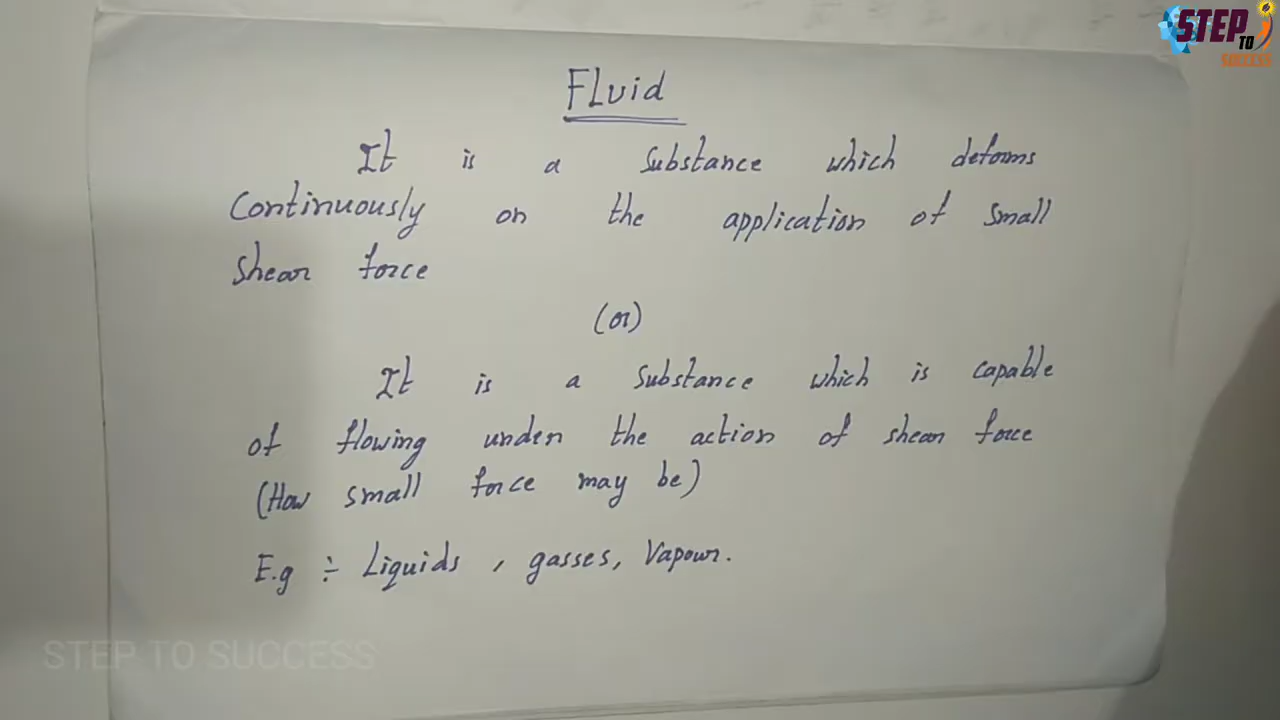 STEP
TO
SUCCESS
FLuid
It is a substance which deforms
Continuously on the application of small
shear force
(or)
It is a substance which is capable
of flowing under the action of shear force
(How small force may be)
E.g ÷ Liquids , gasses, Vapour.
STEP TO SUCCESS